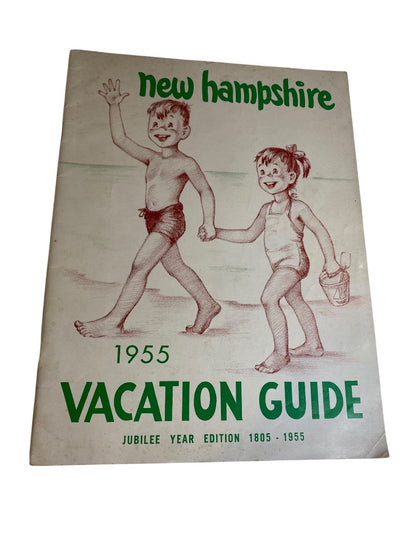 new hampshire
1955
VACATION GUIDE
JUBILEE YEAR EDITION 1805 - 1955